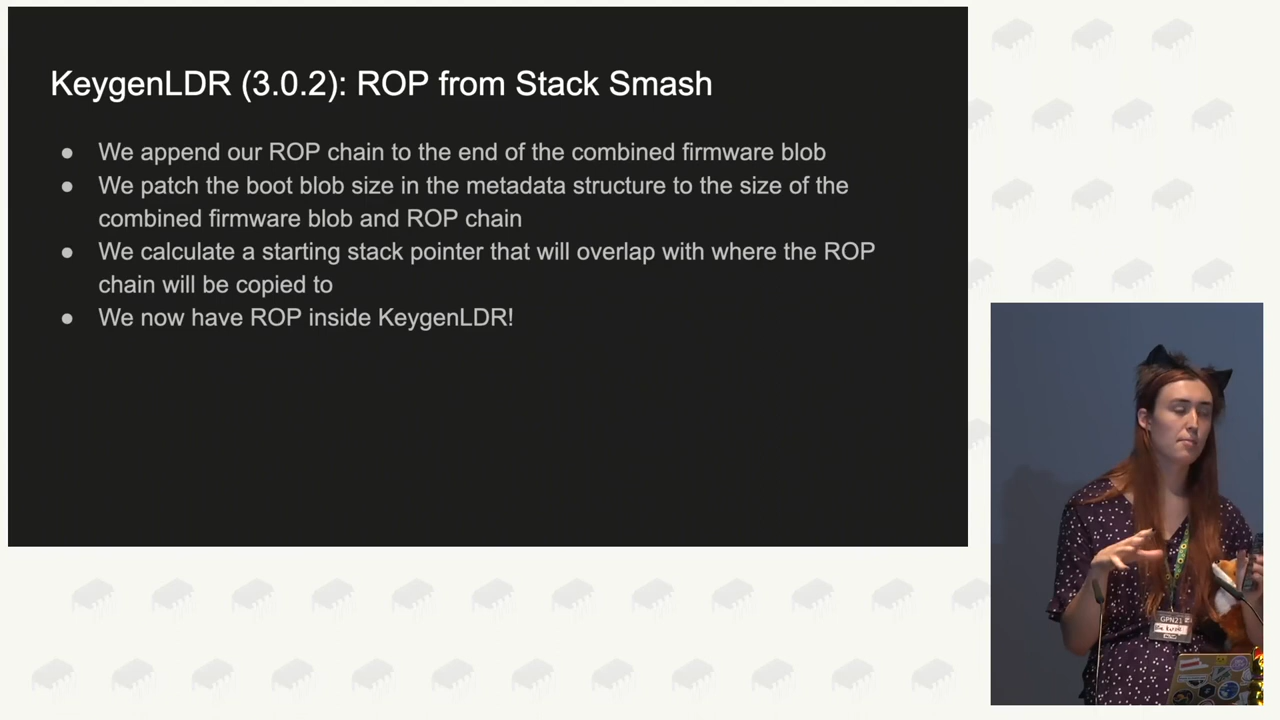 KeygenLDR (3.0.2): ROP from Stack Smash
● We append our ROP chain to the end of the combined firmware blob
● We patch the boot blob size in the metadata structure to the size of the
combined firmware blob and ROP chain
● We calculate a starting stack pointer that will overlap with where the ROP
chain will be copied to
● We now have ROP inside KeygenLDR!
GPN21